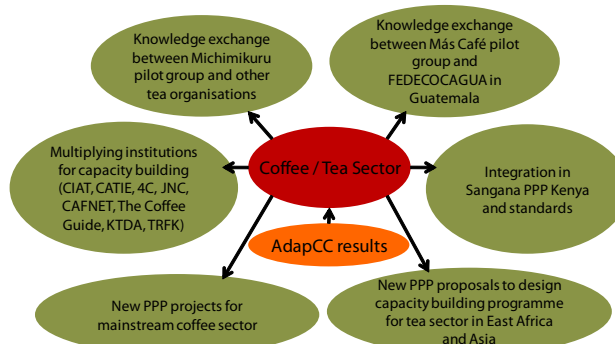 Knowledge exchange
between Michimikuru
pilot group and other
tea organisations
Knowledge exchange
between Más Café pilot
group and
FEDECOCAGUA in
Guatemala
Multiplying institutions
for capacity building
(CIAT, CATIE, 4C, JNC,
CAFNET, The Coffee
Guide, KTDA, TRFK)
Coffee / Tea Sector
Integration in
Sangana PPP Kenya
and standards
AdapCC results
New PPP projects for
mainstream coffee sector
New PPP proposals to design
capacity building programme
for tea sector in East Africa
and Asia